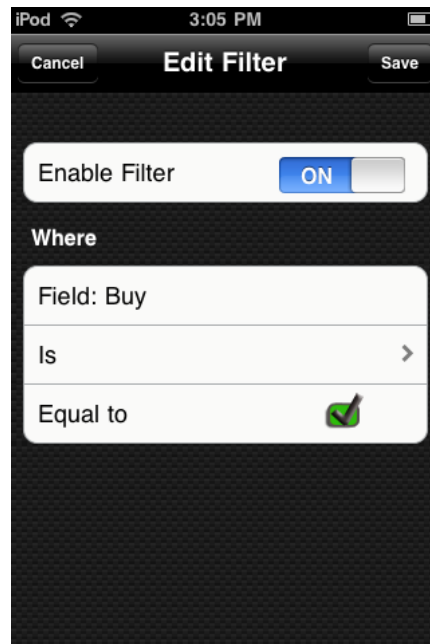 iPod 3:05 PM
Cancel Edit Filter Save
Enable Filter ON
Where
Field: Buy
Is
Equal to